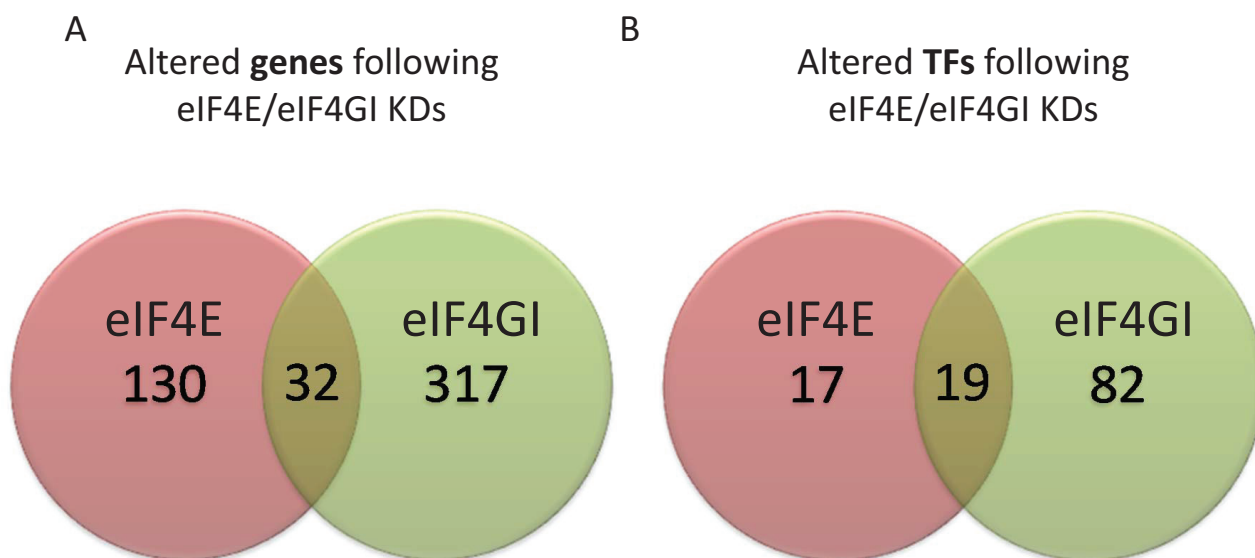 A
Altered genes following
eIF4E/eIF4GI KDs
eIF4E
130
32
eIF4GI
317
B
Altered TFs following
eIF4E/eIF4GI KDs
eIF4E
17
19
eIF4GI
82